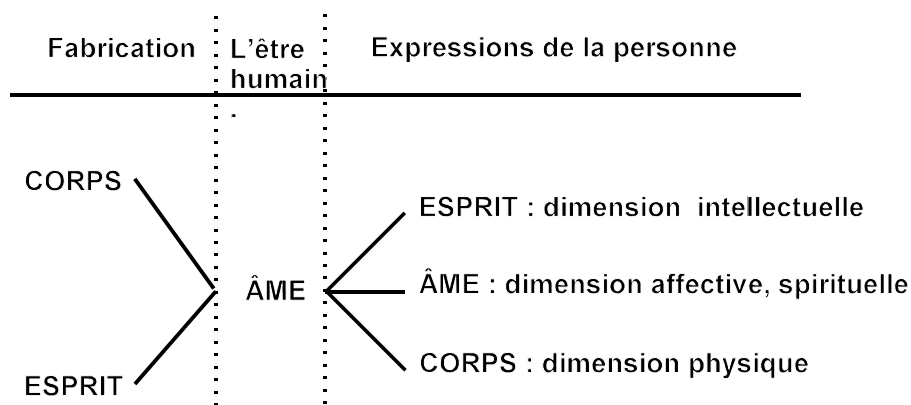 Fabrication
L'être
humain
.
Expressions de la personne
CORPS
ESPRIT
ÂME
ESPRIT : dimension intellectuelle
ÂME : dimension affective, spirituelle
CORPS : dimension physique